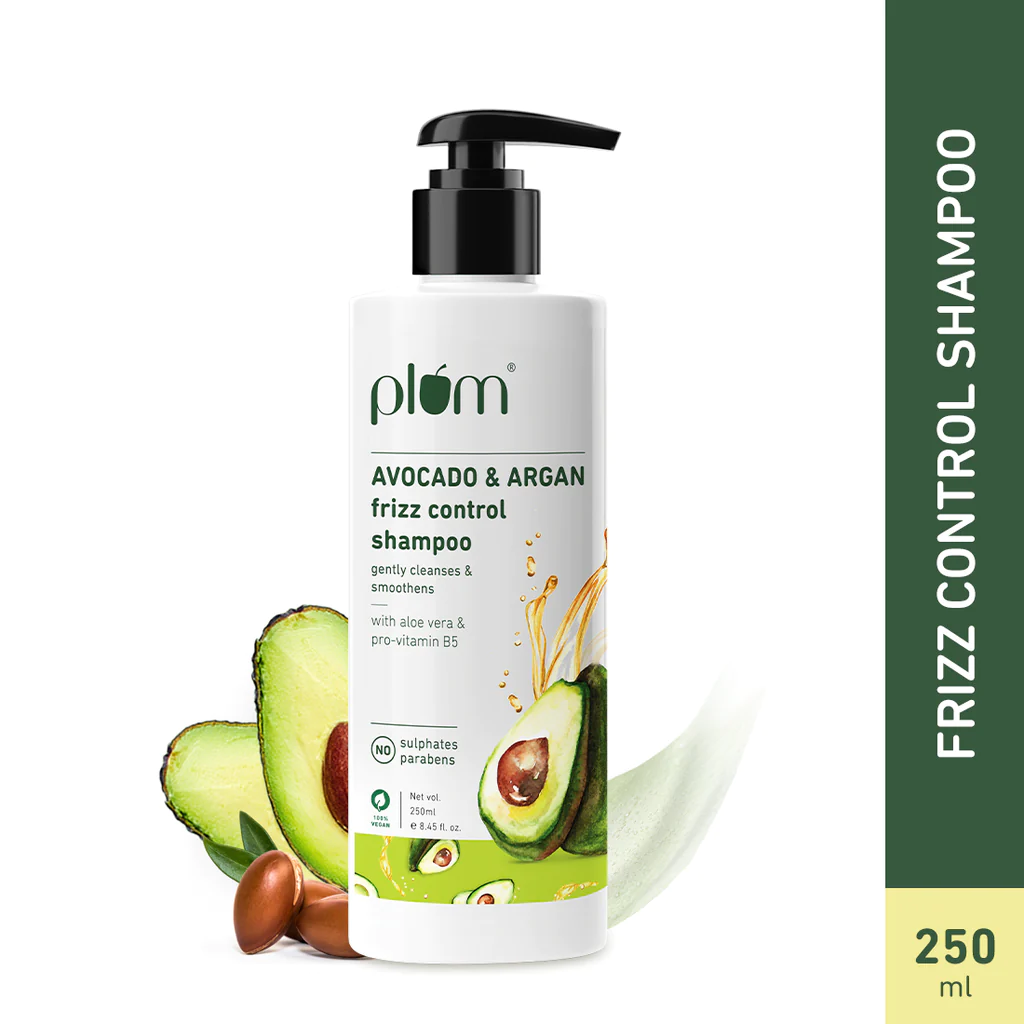 plum®
AVOCADO & ARGAN
frizz control
shampoo
gently cleanses &
smoothens
with aloe vera &
pro-vitamin B5
NO
sulphates
parabens
100%
VEGAN
Net vol.
250ml
e 8.45 fl. oz.
FRIZZ CONTROL SHAMPOO
250
ml